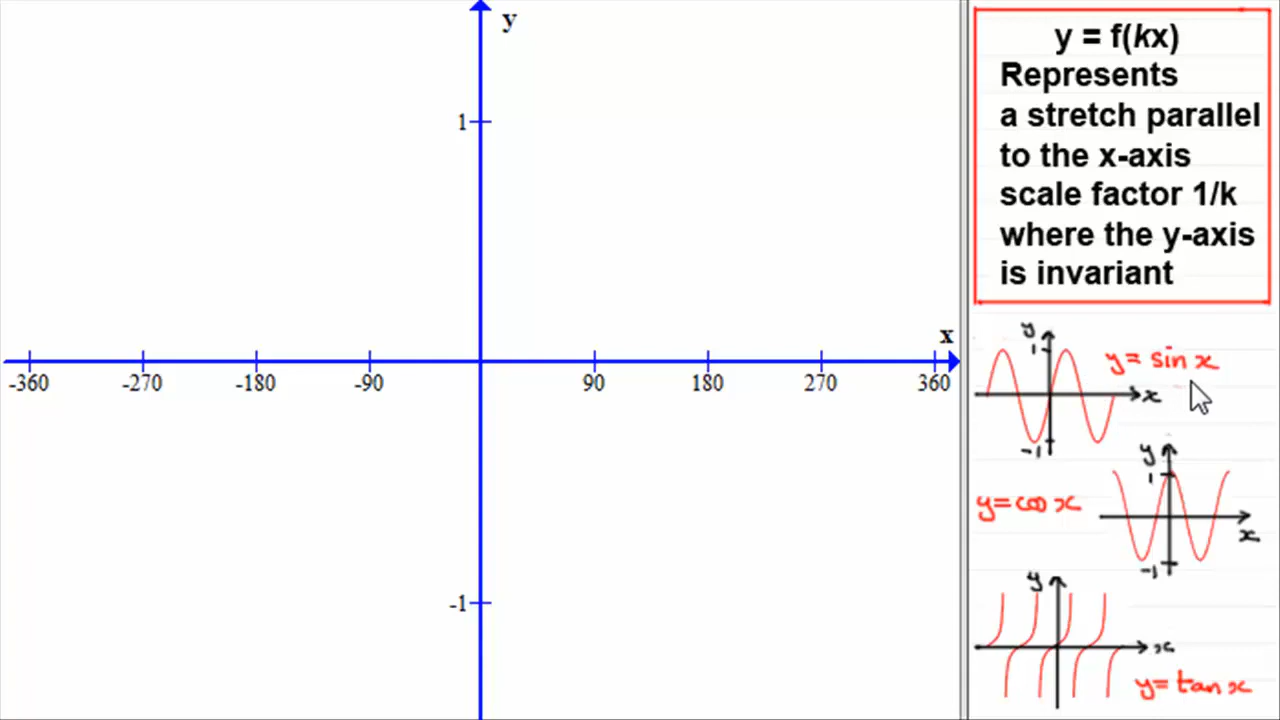 y
1
x
-360 -270 -180 -90 90 180 270 360
-1
y = f(kx)
Represents
a stretch parallel
to the x-axis
scale factor 1/k
where the y-axis
is invariant
y
1
y = sin x
x
-1
y
1
y = cos x
x
-1
y
x
y = tan x